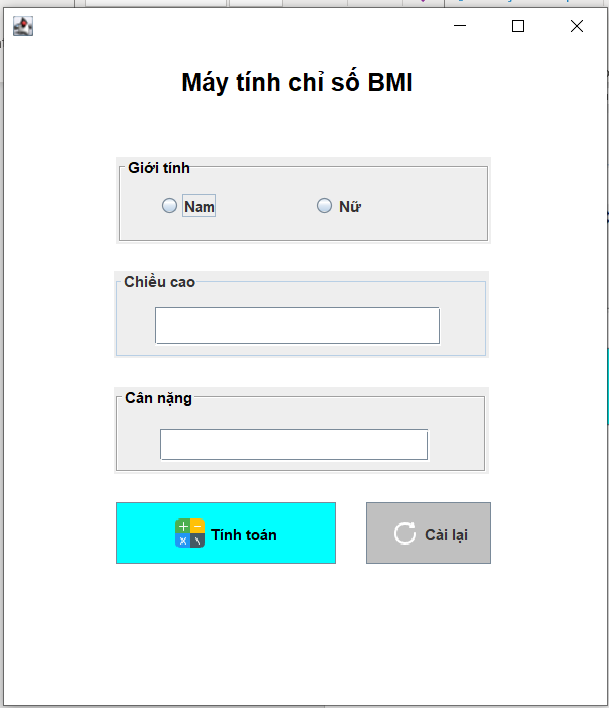 Máy tính chỉ số BMI
Giới tính
Nam
Nữ
Chiều cao
Cân nặng
Tính toán
Cài lại